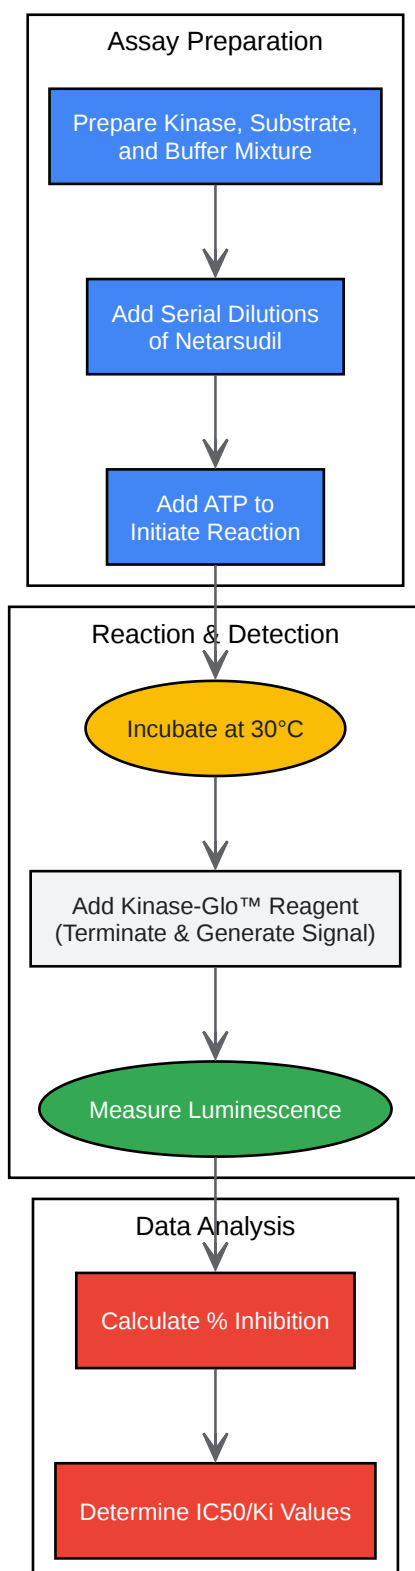 Assay Preparation
Prepare Kinase, Substrate,
and Buffer Mixture
Add Serial Dilutions
of Netarsudil
Add ATP to
Initiate Reaction
Reaction & Detection
Incubate at 30°C
Add Kinase-Glo™ Reagent
(Terminate & Generate Signal)
Measure Luminescence
Data Analysis
Calculate % Inhibition
Determine IC50/Ki Values